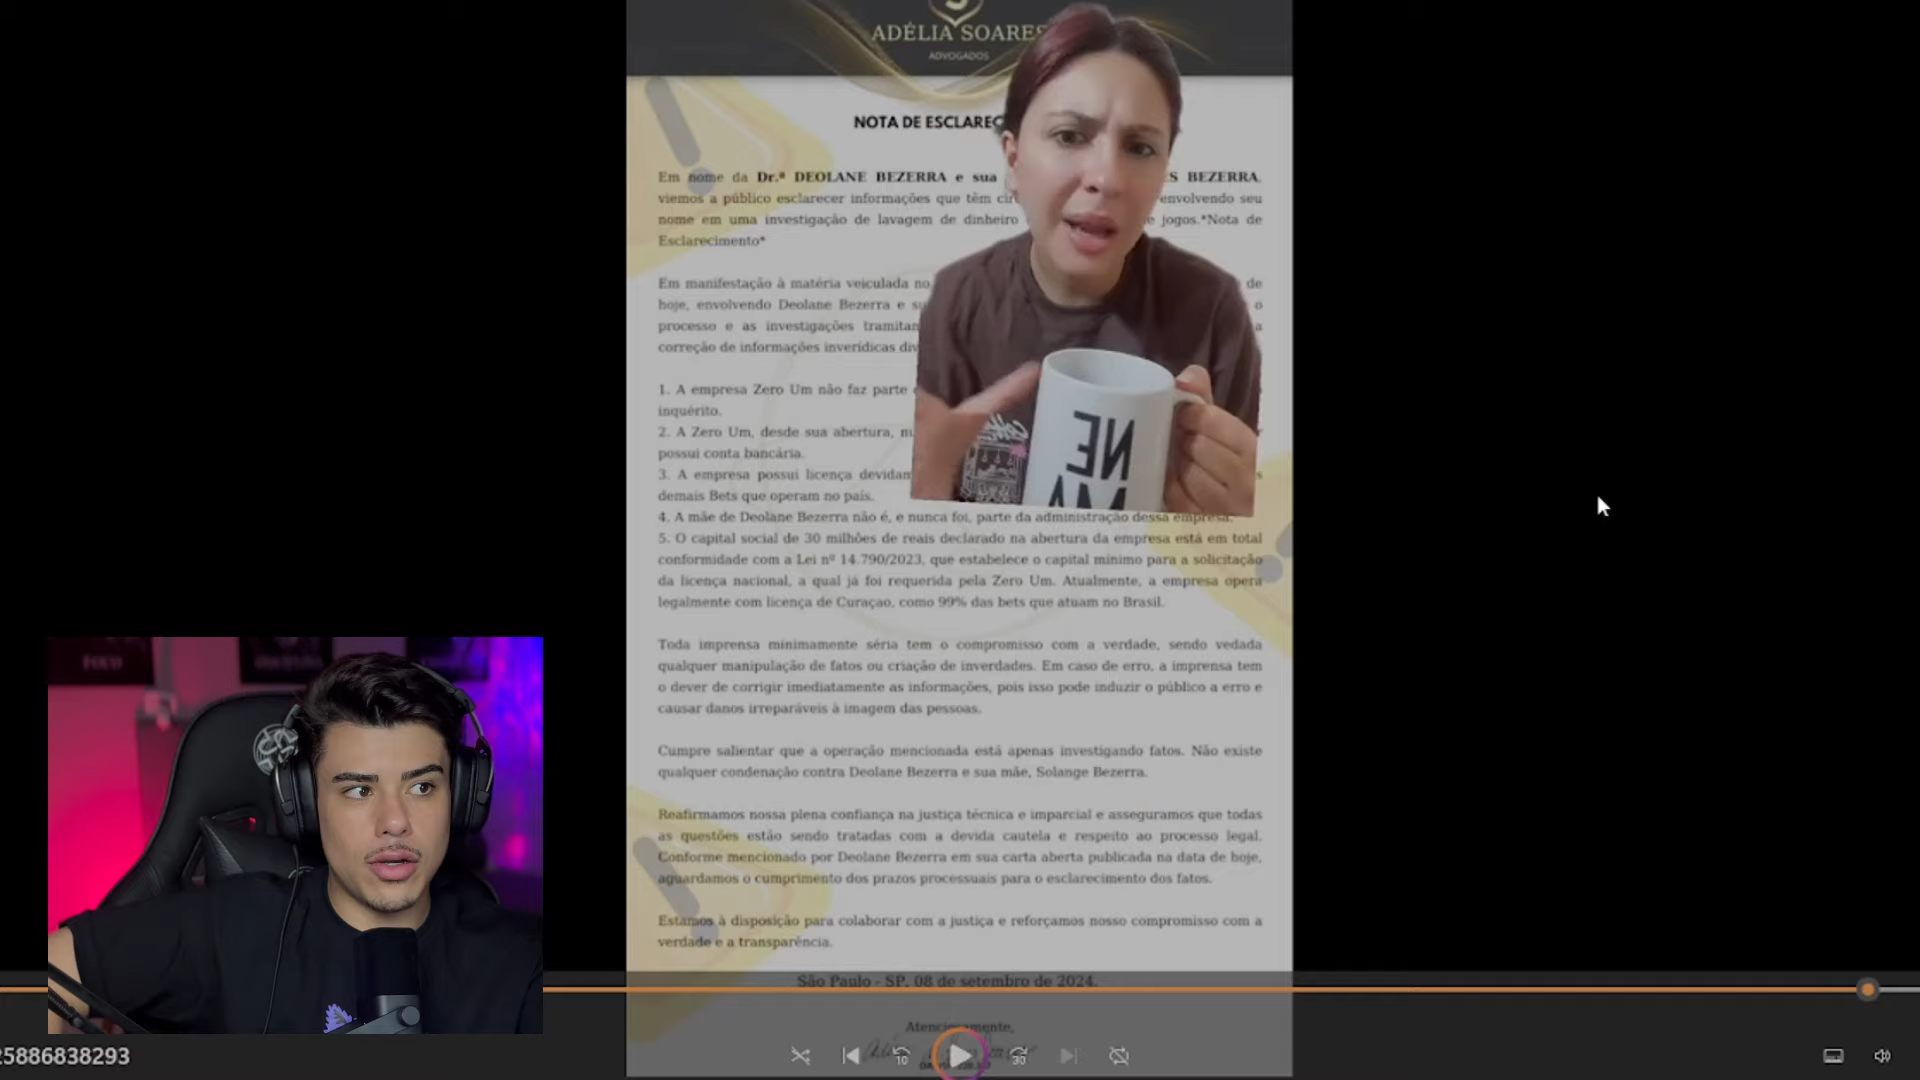 ADÉLIA SOARES
ADVOGADOS
NOTA DE ESCLAREC
Em nome da Dr.ª DEOLANE BEZERRA e sua S BEZERRA,
viemos a público esclarecer informações que têm cir envolvendo seu
nome em uma investigação de lavagem de dinheiro e jogos.*Nota de
Esclarecimento*
Em manifestação à matéria veiculada no de
hoje, envolvendo Deolane Bezerra e su o
processo e as investigações tramitan a
correção de informações inverídicas div
1. A empresa Zero Um não faz parte
inquérito.
2. A Zero Um, desde sua abertura, nu
possui conta bancária.
3. A empresa possui licença devidam s
demais Bets que operam no país.
4. A mãe de Deolane Bezerra não é, e nunca foi, parte da administração dessa empresa.
5. O capital social de 30 milhões de reais declarado na abertura da empresa está em total
conformidade com a Lei nº 14.790/2023, que estabelece o capital mínimo para a solicitação
da licença nacional, a qual já foi requerida pela Zero Um. Atualmente, a empresa opera
legalmente com licença de Curaçao, como 99% das bets que atuam no Brasil.
Toda imprensa minimamente séria tem o compromisso com a verdade, sendo vedada
qualquer manipulação de fatos ou criação de inverdades. Em caso de erro, a imprensa tem
o dever de corrigir imediatamente as informações, pois isso pode induzir o público a erro e
causar danos irreparáveis à imagem das pessoas.
Cumpre salientar que a operação mencionada está apenas investigando fatos. Não existe
qualquer condenação contra Deolane Bezerra e sua mãe, Solange Bezerra.
Reafirmamos nossa plena confiança na justiça técnica e imparcial e asseguramos que todas
as questões estão sendo tratadas com a devida cautela e respeito ao processo legal.
Conforme mencionado por Deolane Bezerra em sua carta aberta publicada na data de hoje,
aguardamos o cumprimento dos prazos processuais para o esclarecimento dos fatos.
Estamos à disposição para colaborar com a justiça e reforçamos nosso compromisso com a
verdade e a transparência.
São Paulo - SP, 08 de setembro de 2024.
Atenciosamente,
NE
MA
FOCO
25886838293
10
30